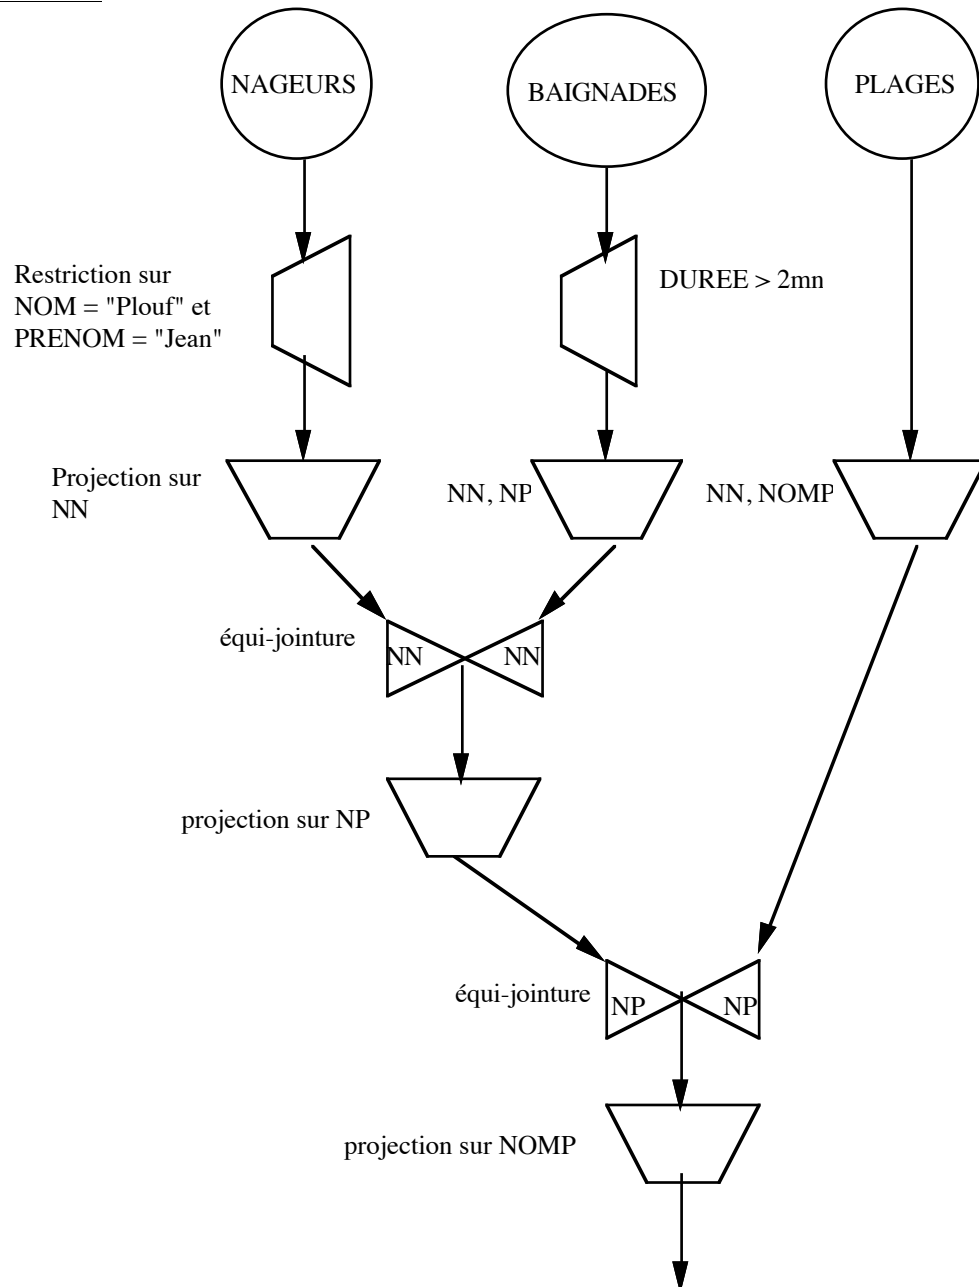 NAGEURS
BAIGNADES
PLAGES
Restriction sur
NOM = "Plouf" et
PRENOM = "Jean"
DUREE > 2mn
Projection sur
NN
NN, NP
NN, NOMP
équi-jointure
NN
NN
projection sur NP
équi-jointure
NP
NP
projection sur NOMP